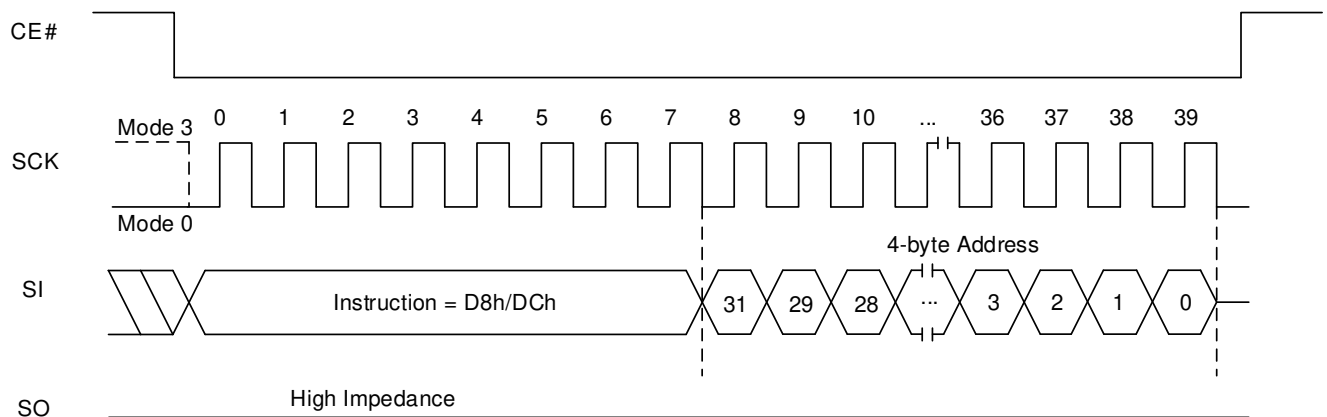 CE#
0 1 2 3 4 5 6 7 8 9 10 ... 36 37 38 39
Mode 3
SCK
Mode 0
4-byte Address
SI
Instruction = D8h/DCh 31 29 28 ... 3 2 1 0
High Impedance
SO